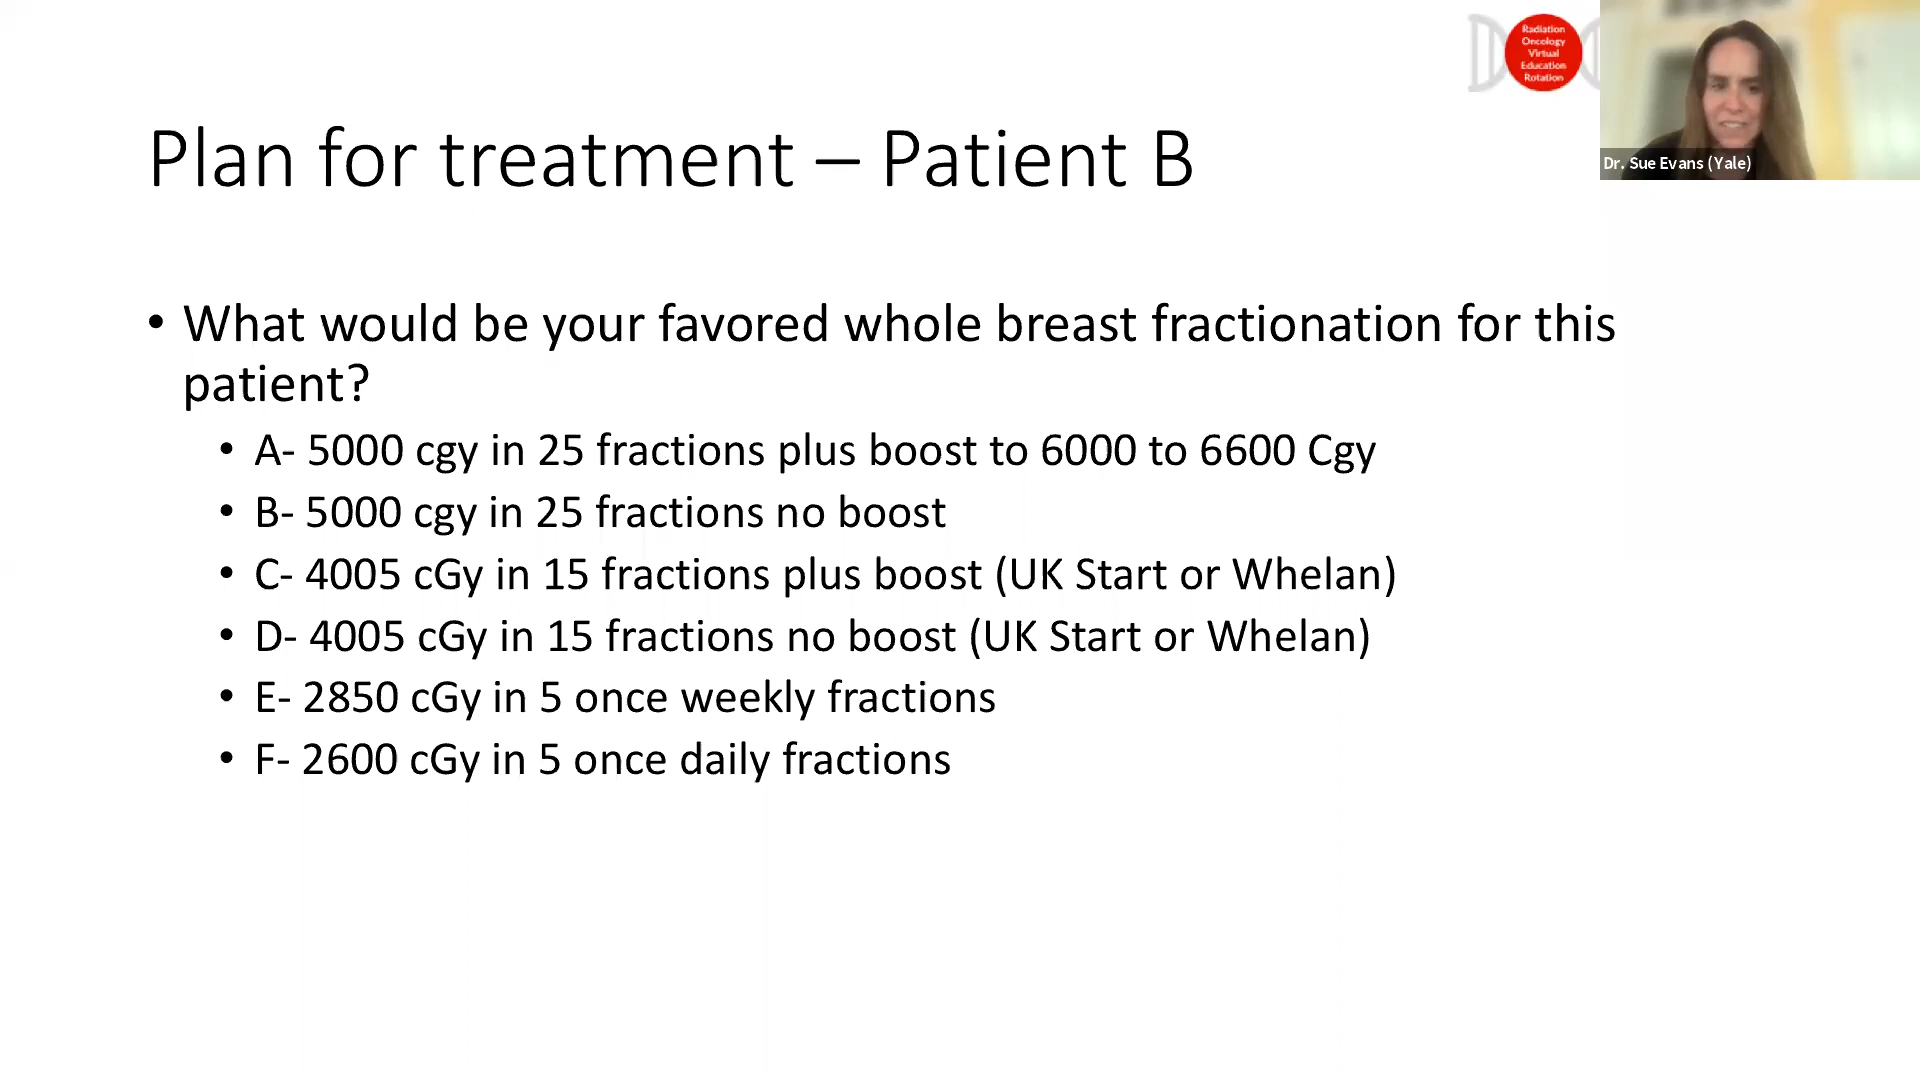 Radiation
Oncology
Virtual
Education
Rotation
Dr. Sue Evans (Yale)
Plan for treatment – Patient B
• What would be your favored whole breast fractionation for this
patient?
• A- 5000 cgy in 25 fractions plus boost to 6000 to 6600 Cgy
• B- 5000 cgy in 25 fractions no boost
• C- 4005 cGy in 15 fractions plus boost (UK Start or Whelan)
• D- 4005 cGy in 15 fractions no boost (UK Start or Whelan)
• E- 2850 cGy in 5 once weekly fractions
• F- 2600 cGy in 5 once daily fractions